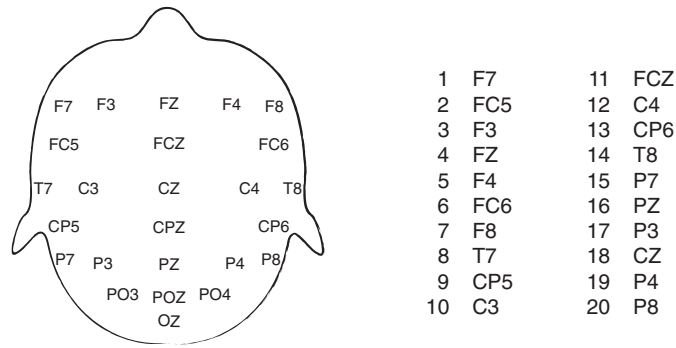 F7 F3 FZ F4 F8
FC5 FCZ FC6
T7 C3 CZ C4 T8
CP5 CPZ CP6
P7 P3 PZ P4 P8
PO3 POZ PO4
OZ
1 F7
2 FC5
3 F3
4 FZ
5 F4
6 FC6
7 F8
8 T7
9 CP5
10 C3
11 FCZ
12 C4
13 CP6
14 T8
15 P7
16 PZ
17 P3
18 CZ
19 P4
20 P8